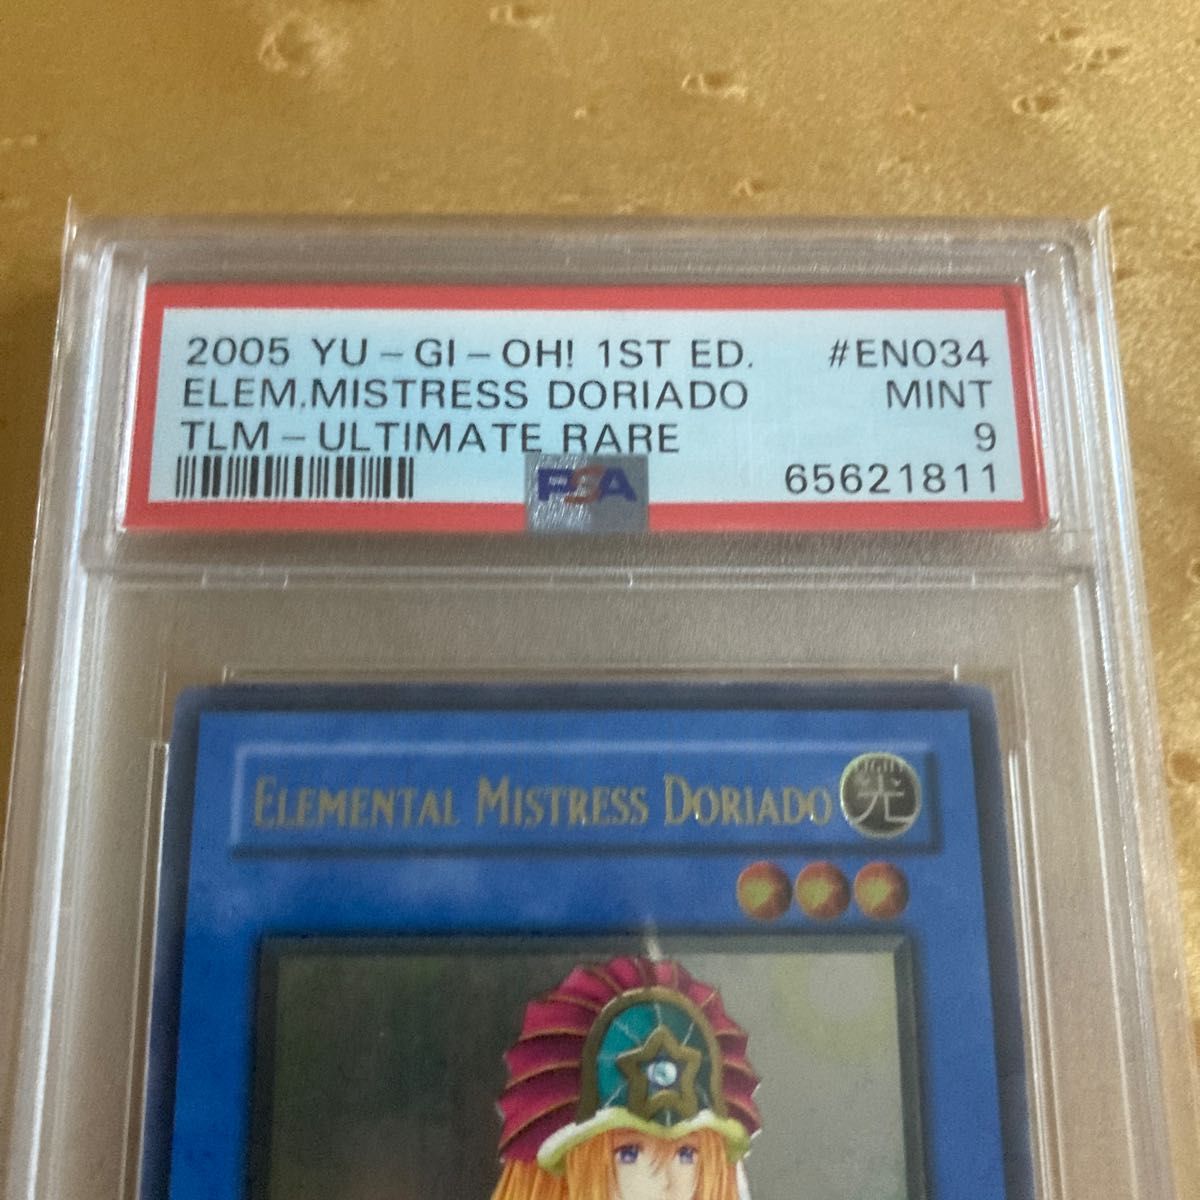 2005 YU-GI-OH! 1ST ED. #EN034
ELEM.MISTRESS DORIADO MINT
TLM-ULTIMATE RARE 9
PSA 65621811
ELEMENTAL MISTRESS DORIADO
LIGHT
光